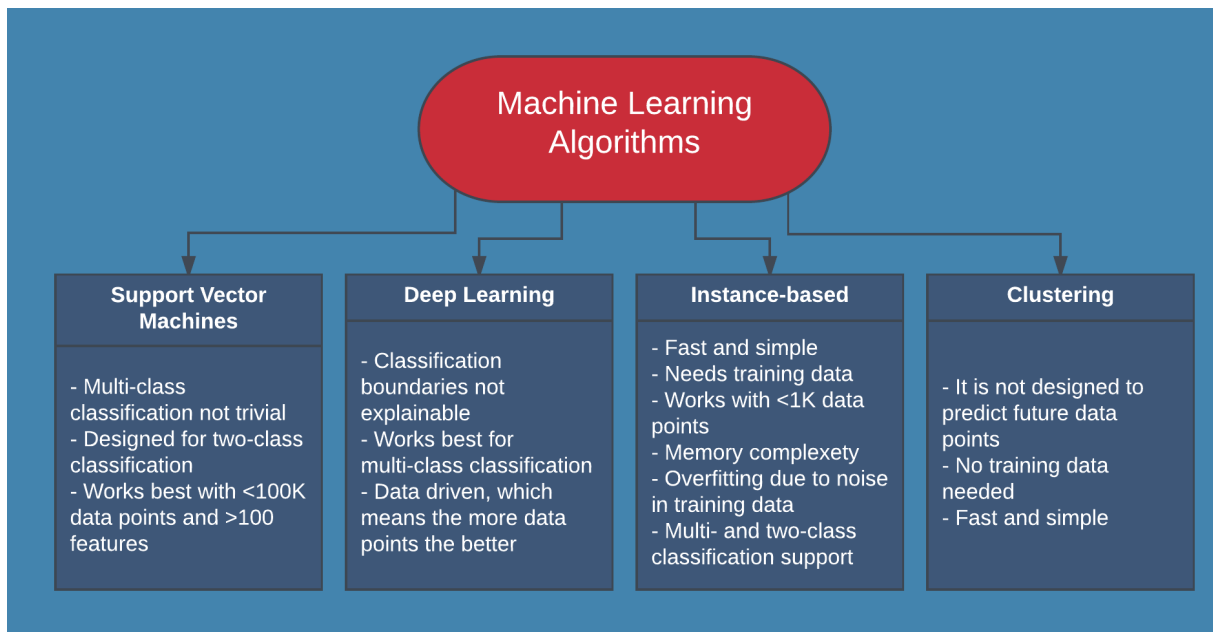 Machine Learning
Algorithms
Support Vector
Machines
- Multi-class
classification not trivial
- Designed for two-class
classification
- Works best with <100K
data points and >100
features
Deep Learning
- Classification
boundaries not
explainable
- Works best for
multi-class classification
- Data driven, which
means the more data
points the better
Instance-based
- Fast and simple
- Needs training data
- Works with <1K data
points
- Memory complexety
- Overfitting due to noise
in training data
- Multi- and two-class
classification support
Clustering
- It is not designed to
predict future data
points
- No training data
needed
- Fast and simple